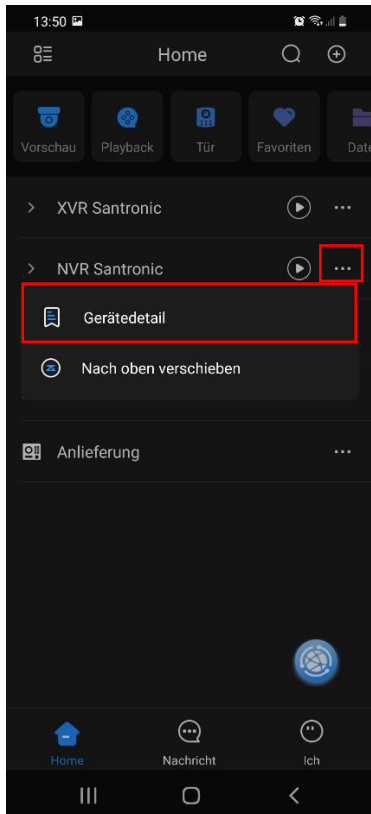 13:50
Home
Vorschau Playback Tür Favoriten Date
XVR Santronic
NVR Santronic
Gerätedetail
Nach oben verschieben
Anlieferung
Home Nachricht Ich